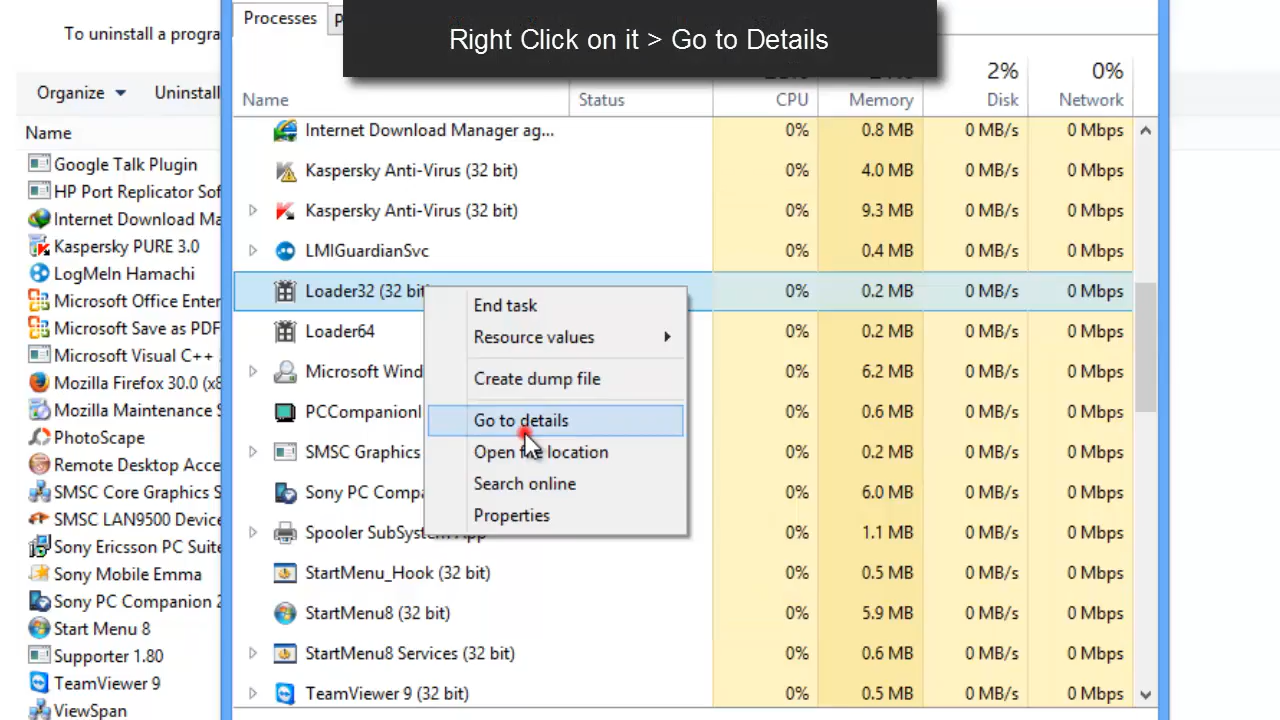 Right Click on it > Go to Details
To uninstall a progra
Organize
Uninstall
Name
Google Talk Plugin
HP Port Replicator Sof
Internet Download Ma
Kaspersky PURE 3.0
LogMeIn Hamachi
Microsoft Office Enter
Microsoft Save as PDF
Microsoft Visual C++
Mozilla Firefox 30.0 (x8
Mozilla Maintenance S
PhotoScape
Remote Desktop Acce
SMSC Core Graphics S
SMSC LAN9500 Device
Sony Ericsson PC Suite
Sony Mobile Emma
Sony PC Companion 2
Start Menu 8
Supporter 1.80
TeamViewer 9
ViewSpan
Processes P
2% 0%
Name Status CPU Memory Disk Network
Internet Download Manager ag... 0% 0.8 MB 0 MB/s 0 Mbps
Kaspersky Anti-Virus (32 bit) 0% 4.0 MB 0 MB/s 0 Mbps
Kaspersky Anti-Virus (32 bit) 0% 9.3 MB 0 MB/s 0 Mbps
LMIGuardianSvc 0% 0.4 MB 0 MB/s 0 Mbps
Loader32 (32 bit 0% 0.2 MB 0 MB/s 0 Mbps
Loader64 0% 0.2 MB 0 MB/s 0 Mbps
Microsoft Wind 0% 6.2 MB 0 MB/s 0 Mbps
PCCompanionI 0% 0.6 MB 0 MB/s 0 Mbps
SMSC Graphics 0% 0.2 MB 0 MB/s 0 Mbps
Sony PC Compa 0% 6.0 MB 0 MB/s 0 Mbps
Spooler SubSystem App 0% 1.1 MB 0 MB/s 0 Mbps
StartMenu_Hook (32 bit) 0% 0.5 MB 0 MB/s 0 Mbps
StartMenu8 (32 bit) 0% 5.9 MB 0 MB/s 0 Mbps
StartMenu8 Services (32 bit) 0% 0.6 MB 0 MB/s 0 Mbps
TeamViewer 9 (32 bit) 0% 0.5 MB 0 MB/s 0 Mbps
End task
Resource values
Create dump file
Go to details
Open file location
Search online
Properties